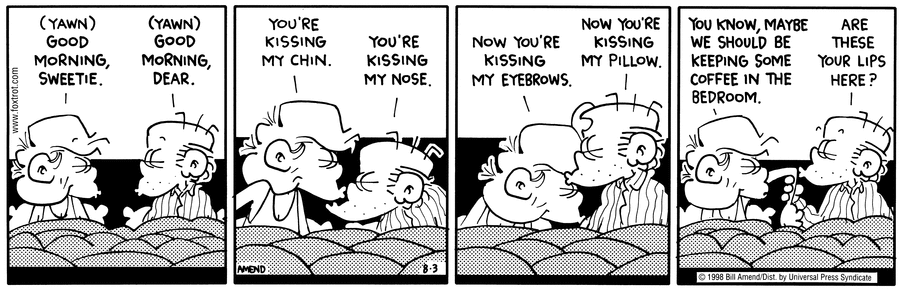 (YAWN)
GOOD
MORNING,
SWEETIE.
(YAWN)
GOOD
MORNING,
DEAR.
www.foxtrot.com
YOU'RE
KISSING
MY CHIN.
YOU'RE
KISSING
MY NOSE.
AMEND
8-3
NOW YOU'RE
KISSING
MY EYEBROWS.
NOW YOU'RE
KISSING
MY PILLOW.
YOU KNOW, MAYBE
WE SHOULD BE
KEEPING SOME
COFFEE IN THE
BEDROOM.
ARE
THESE
YOUR LIPS
HERE?
© 1998 Bill Amend/Dist. by Universal Press Syndicate